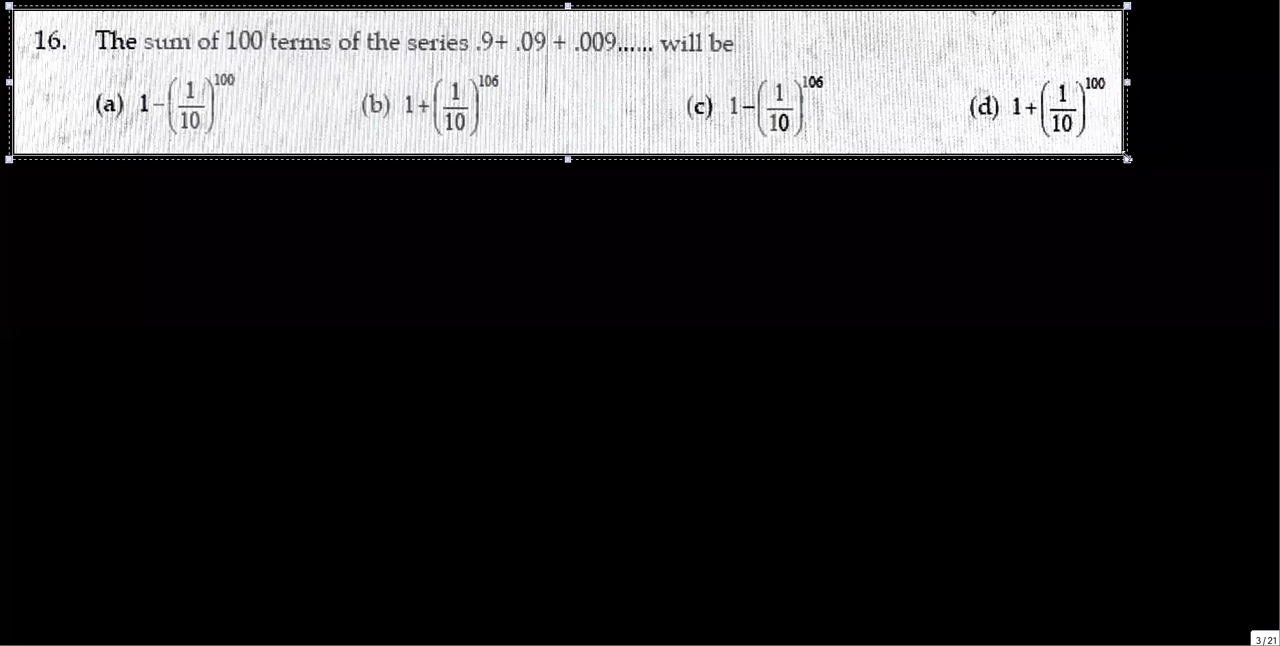 16. The sum of 100 terms of the series .9+ .09 + .009...... will be
(a) 1-(1/10)^100 (b) 1+(1/10)^106 (c) 1-(1/10)^106 (d) 1+(1/10)^100
3/21